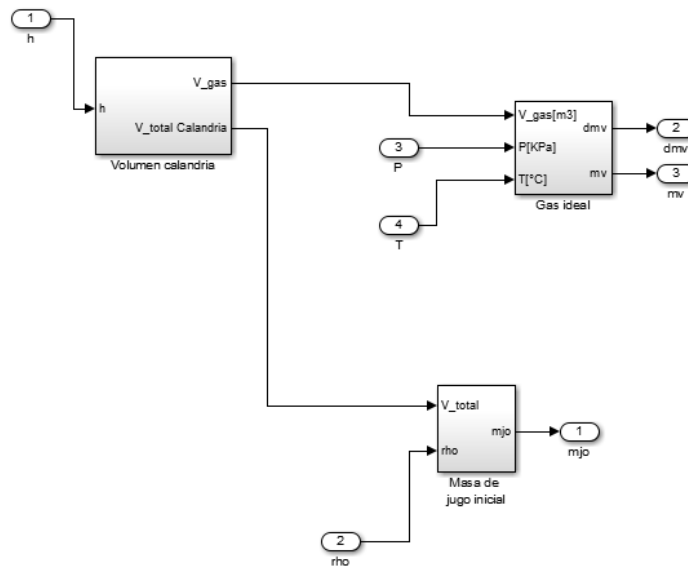 1
h
h
V_gas
V_total Calandria
Volumen calandria
3
P
4
T
V_gas[m3]
P[KPa]
T[°C]
dmv
mv
Gas ideal
2
dmv
3
mv
V_total
rho
mjo
Masa de
jugo inicial
1
mjo
2
rho